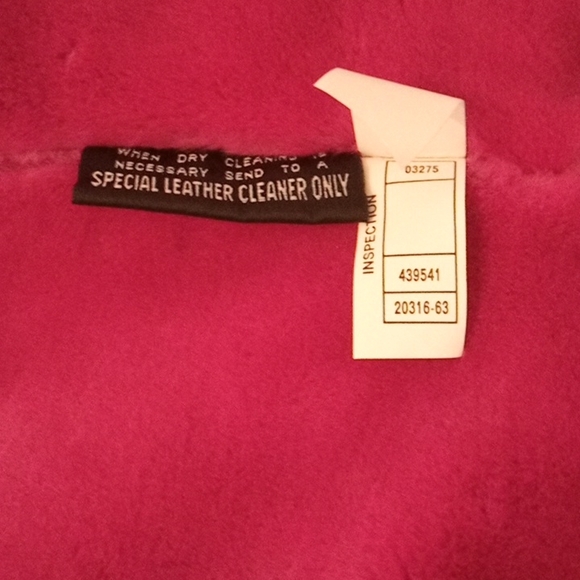 WHEN DRY CLEANING IS
NECESSARY SEND TO A
SPECIAL LEATHER CLEANER ONLY
INSPECTION
03275
439541
20316-63